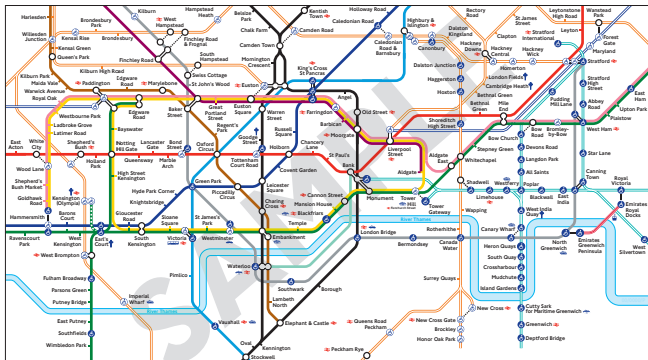 Harlesden
Willesden
Junction
Kensal Rise
Brondesbury
Park
Brondesbury
Kilburn
West
Hampstead
Finchley Road
& Frognal
Kensal Green
Queen's Park
Finchley Road
South
Hampstead
Kilburn High Road
Swiss Cottage
St John's Wood
Kilburn Park
Maida Vale
Warwick Avenue
Royal Oak
Paddington
Edgware
Road
Marylebone
Baker
Street
Belsize
Park
Chalk Farm
Camden Town
Mornington
Crescent
Kentish
Town
Camden Road
Holloway Road
Caledonian Road
Caledonian
Road &
Barnsbury
Highbury &
Islington
Canonbury
Dalston
Kingsland
Rectory
Road
Hackney
Downs
Hackney
Central
Clapton
St James
Street
Stratford
International
Hackney
Wick
Homerton
Leytonstone
High Road
Leyton
Wanstead
Park
Forest
Gate
Maryland
Stratford
Stratford
High
Street
Abbey
Road
East
Ham
Upton Park
Plaistow
West Ham
Dalston Junction
Haggerston
Hoxton
London Fields
Cambridge Heath
Bethnal Green
Bethnal
Green
Mile
End
Pudding
Mill Lane
Bow
Road
Bromley-
by-Bow
Bow Church
Stepney Green
Whitechapel
Shoreditch
High Street
King's Cross
St Pancras
Euston
Euston
Square
Warren
Street
Great
Portland
Street
Regent's
Park
Goodge
Street
Russell
Square
Farringdon
Barbican
Moorgate
Angel
Old Street
Liverpool
Street
Aldgate
East
Aldgate
Westbourne Park
Ladbroke Grove
Latimer Road
Edgware
Road
Bayswater
East
Acton
White
City
Shepherd's
Bush
Holland
Park
Notting
Hill Gate
Lancaster
Gate
Queensway
Bond
Street
Marble
Arch
Oxford
Circus
Tottenham
Court Road
Holborn
Chancery
Lane
St Paul's
Bank
Covent Garden
Leicester
Square
Wood Lane
Shepherd's
Bush Market
Goldhawk
Road
Hammersmith
Kensington
(Olympia)
Barons
Court
High Street
Kensington
Hyde Park Corner
Knightsbridge
Green Park
Piccadilly
Circus
Charing
Cross
Cannon Street
Mansion House
Blackfriars
Temple
Monument
Tower
Hill
Tower
Gateway
Ravenscourt
Park
West
Kensington
Earl's
Court
Gloucester
Road
South
Kensington
Sloane
Square
Victoria
St James's
Park
Westminster
Embankment
Waterloo
Southwark
London Bridge
Bermondsey
River Thames
Shadwell
Limehouse
Westferry
Poplar
Wapping
Rotherhithe
Canada
Water
Surrey Quays
Devons Road
Langdon Park
All Saints
Star Lane
Canning
Town
Royal
Victoria
Blackwall
East
India
West
India Quay
Canary Wharf
Heron Quays
South Quay
Crossharbour
Mudchute
Island Gardens
North
Greenwich
Emirates
Greenwich
Peninsula
Emirates
Royal
Docks
West
Silvertown
West Brompton
Fulham Broadway
Parsons Green
Putney Bridge
East Putney
Southfields
Wimbledon Park
Imperial
Wharf
River Thames
Pimlico
Vauxhall
Oval
Stockwell
Kennington
Lambeth
North
Elephant & Castle
Borough
Queens Road
Peckham
Peckham Rye
New Cross Gate
Brockley
Honor Oak Park
New Cross
Cutty Sark
for Maritime Greenwich
Greenwich
Deptford Bridge